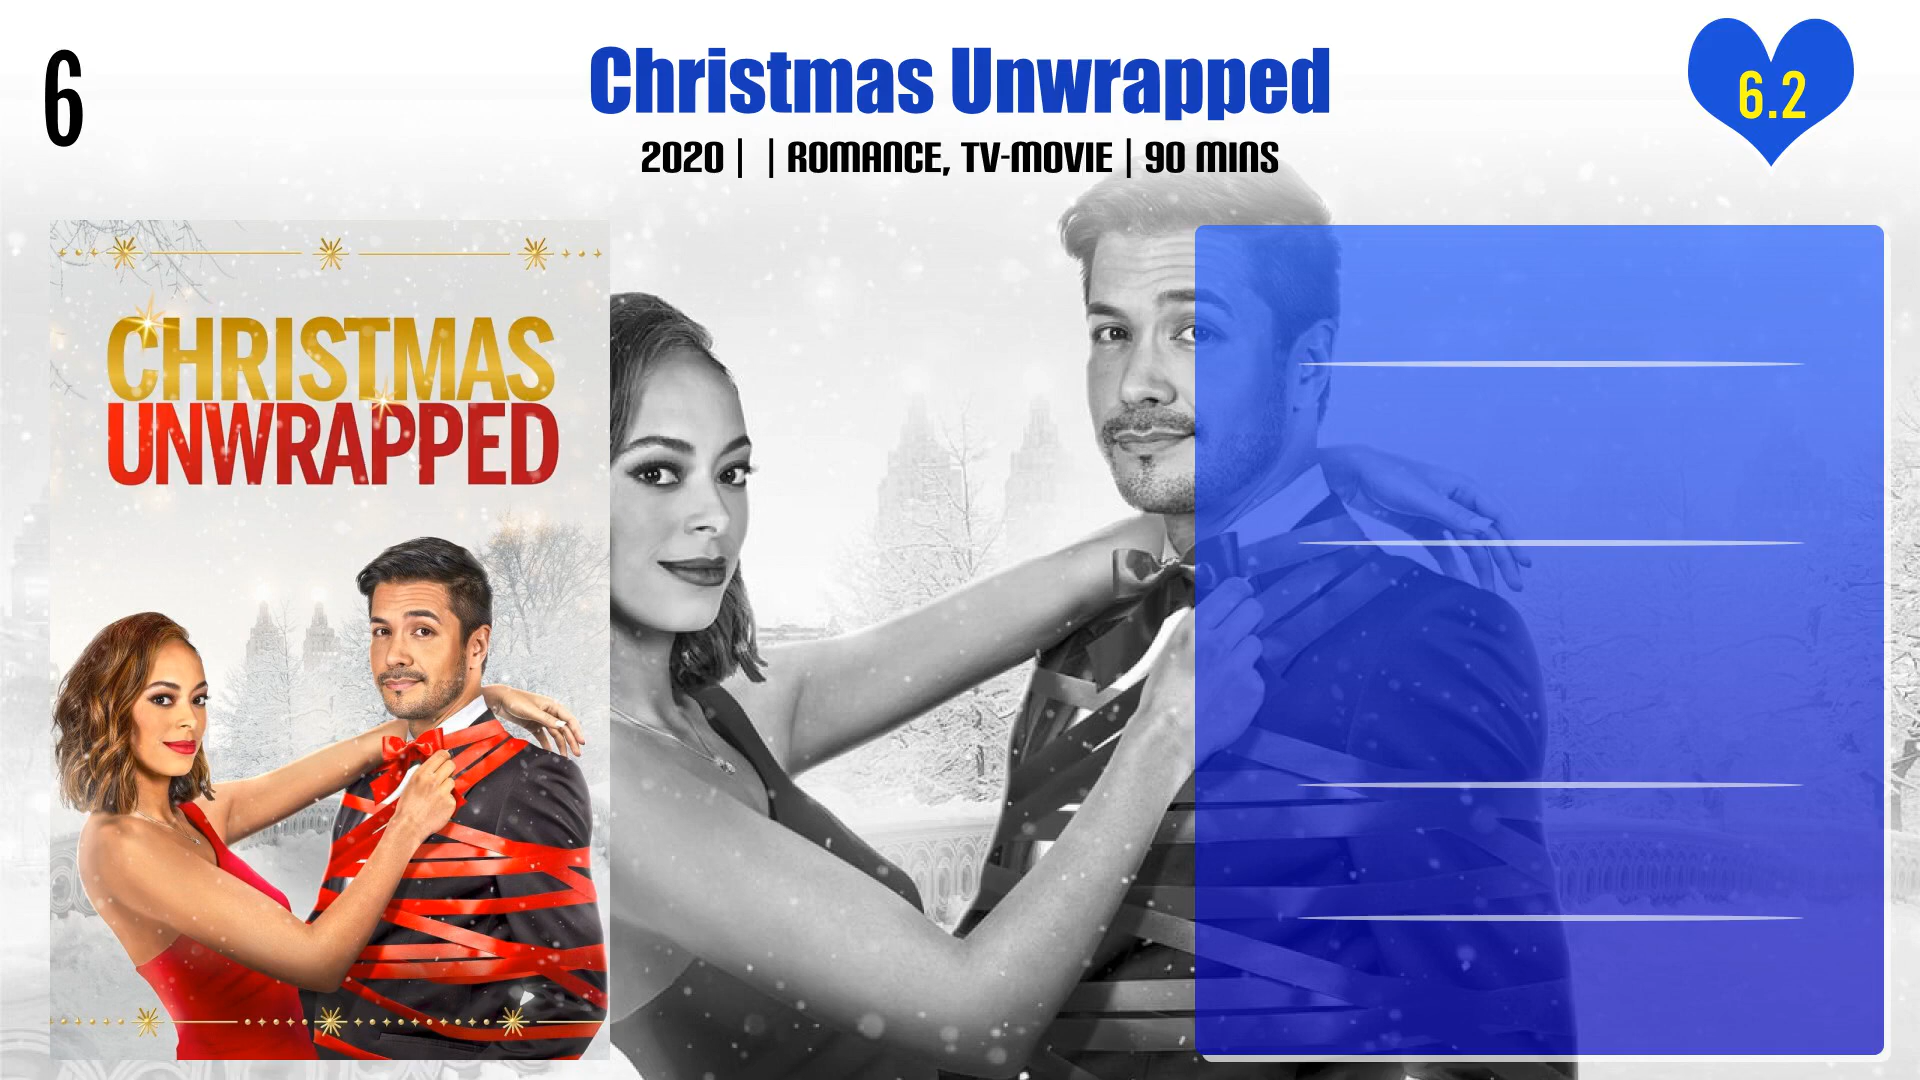 6
Christmas Unwrapped
6.2
2020 | | ROMANCE, TV-MOVIE | 90 MINS
CHRISTMAS
UNWRAPPED